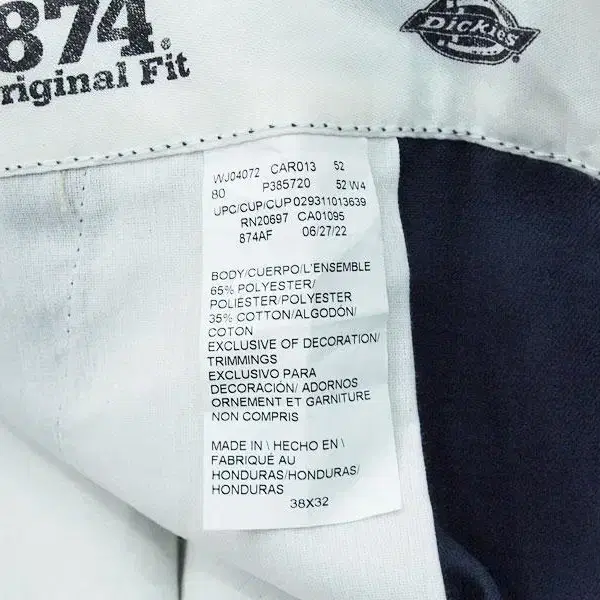 874®
Original Fit
Dickies
WJ04072 CAR013 52
80 P385720 52 W4
UPC/CUP/CUP 029311013639
RN20697 CA01095
874AF 06/27/22
BODY/CUERPO/L'ENSEMBLE
65% POLYESTER/
POLIÉSTER/POLYESTER
35% COTTON/ALGODÓN/
COTON
EXCLUSIVE OF DECORATION/
TRIMMINGS
EXCLUSIVO PARA
DECORACIÓN/ ADORNOS
ORNEMENT ET GARNITURE
NON COMPRIS
MADE IN \ HECHO EN \
FABRIQUÉ AU
HONDURAS/HONDURAS/
HONDURAS
38X32